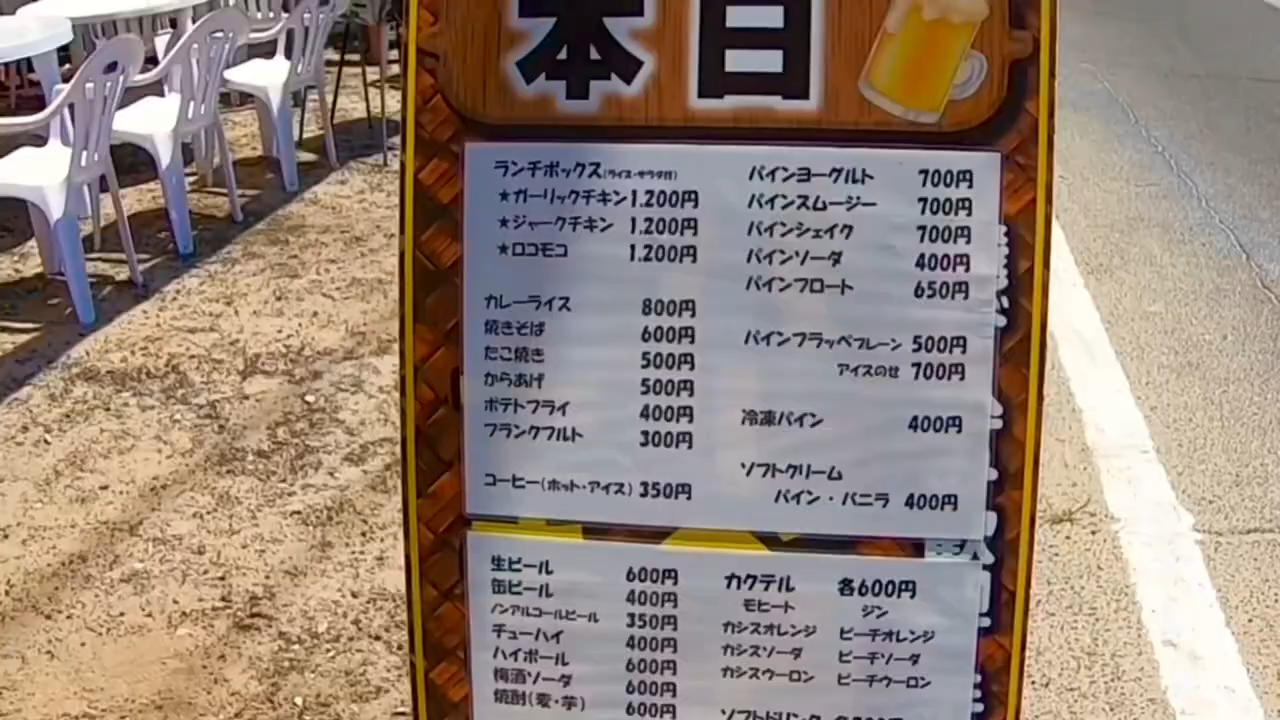 本日
ランチボックス(ライス・サラダ付)
★ガーリックチキン 1,200円
★ジャークチキン 1,200円
★ロコモコ 1,200円
カレーライス 800円
焼きそば 600円
たこ焼き 500円
からあげ 500円
ポテトフライ 400円
フランクフルト 300円
コーヒー(ホット・アイス) 350円
パインヨーグルト 700円
パインスムージー 700円
パインシェイク 700円
パインソーダ 400円
パインフロート 650円
パインフラッペプレーン 500円
アイスのせ 700円
冷凍パイン 400円
ソフトクリーム
パイン・バニラ 400円
生ビール 600円
缶ビール 400円
ノンアルコールビール 350円
チューハイ 400円
ハイボール 600円
梅酒ソーダ 600円
焼酎(麦・芋) 600円
カクテル 各600円
モヒート ジン
カシスオレンジ ピーチオレンジ
カシスソーダ ピーチソーダ
カシスウーロン ピーチウーロン
ソフトドリンク